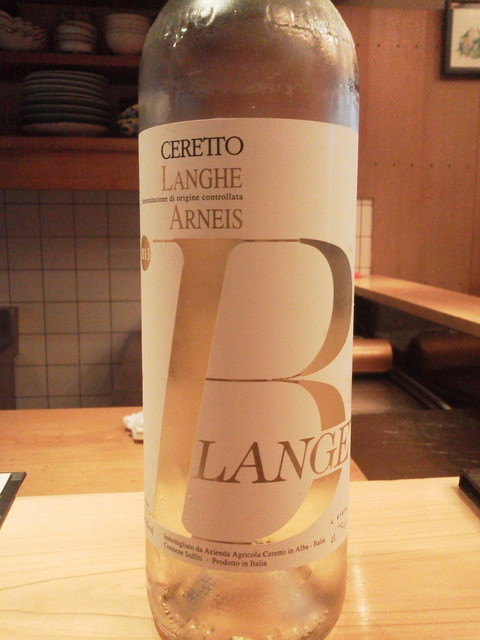 CERETTO
LANGHE
denominazione di origine controllata
ARNEIS
B
LANGE
Imbottigliato da Azienda Agricola Ceretto in Alba - Italia
Contiene Solfiti - Prodotto in Italia